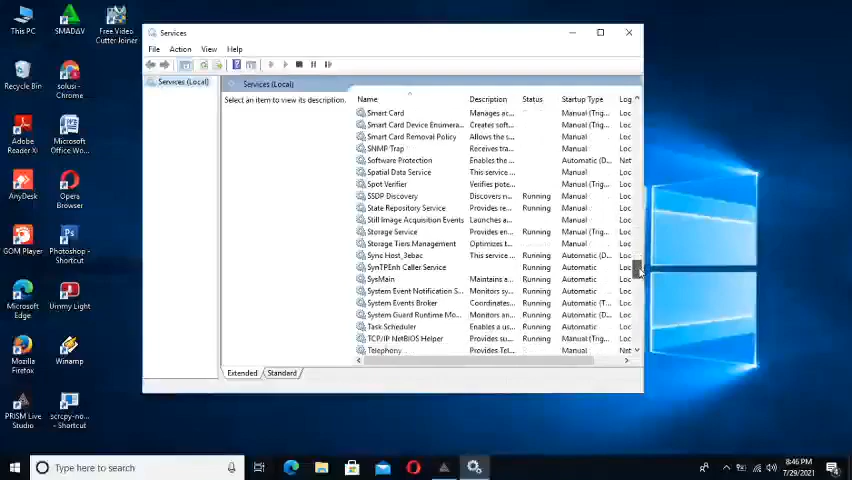 This PC
SMADΔV
Free Video
Cutter Joiner
Recycle Bin
solusi -
Chrome
Adobe
Reader XI
Microsoft
Office Wo...
AnyDesk
Opera
Browser
GOM Player
Photoshop -
Shortcut
Microsoft
Edge
Ummy Light
Mozilla
Firefox
Winamp
PRISM Live
Studio
scrcpy-no...
- Shortcut
Services
File Action View Help
Services (Local)
Services (Local)
Select an item to view its description.
Name Description Status Startup Type Log
Smart Card Manages ac... Manual (Trig... Loc
Smart Card Device Enumera... Creates soft... Manual (Trig... Loc
Smart Card Removal Policy Allows the s... Manual Loc
SNMP Trap Receives tra... Manual Loc
Software Protection Enables the ... Automatic (D... Net
Spatial Data Service This service ... Manual Loc
Spot Verifier Verifies pote... Manual (Trig... Loc
SSDP Discovery Discovers n... Running Manual Loc
State Repository Service Provides re... Running Manual Loc
Still Image Acquisition Events Launches a... Manual Loc
Storage Service Provides en... Running Manual (Trig... Loc
Storage Tiers Management Optimizes t... Manual Loc
Sync Host_3ebac This service ... Running Automatic (D... Loc
SynTPEnh Caller Service Running Automatic Loc
SysMain Maintains a... Running Automatic Loc
System Event Notification S... Monitors sy... Running Automatic Loc
System Events Broker Coordinates... Running Automatic (T... Loc
System Guard Runtime Mo... Monitors an... Running Automatic (D... Loc
Task Scheduler Enables a us... Running Automatic Loc
TCP/IP NetBIOS Helper Provides su... Running Manual (Trig... Loc
Telephony Provides Tel... Manual Net
Extended Standard
Type here to search
8:46 PM
7/29/2021
4